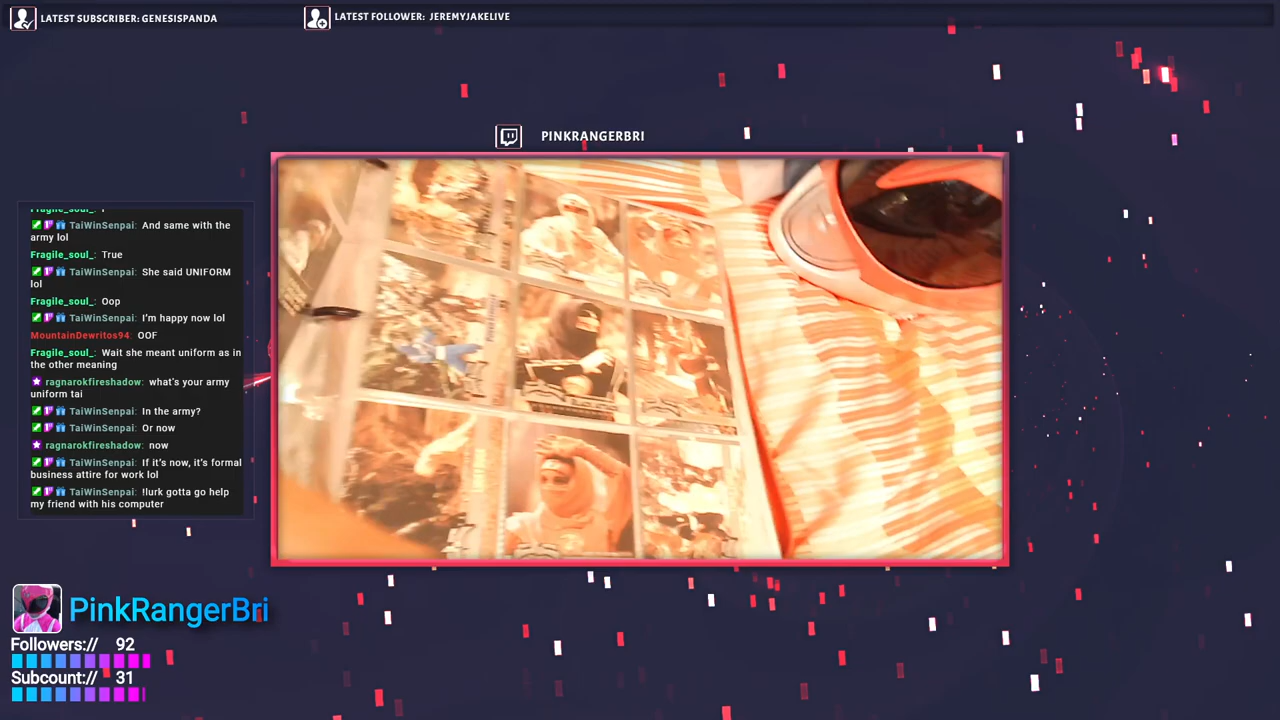 LATEST SUBSCRIBER: GENESISPANDA
LATEST FOLLOWER: JEREMYJAKELIVE
PINKRANGERBRI
TaiWinSenpai: And same with the
army lol
Fragile_soul_: True
TaiWinSenpai: She said UNIFORM
lol
Fragile_soul_: Oop
TaiWinSenpai: I'm happy now lol
MountainDewritos94: OOF
Fragile_soul_: Wait she meant uniform as in
the other meaning
ragnarokfireshadow: what's your army
uniform tai
TaiWinSenpai: In the army?
TaiWinSenpai: Or now
ragnarokfireshadow: now
TaiWinSenpai: If it's now, it's formal
business attire for work lol
TaiWinSenpai: !lurk gotta go help
my friend with his computer
PinkRangerBri
Followers:// 92
Subcount:// 31